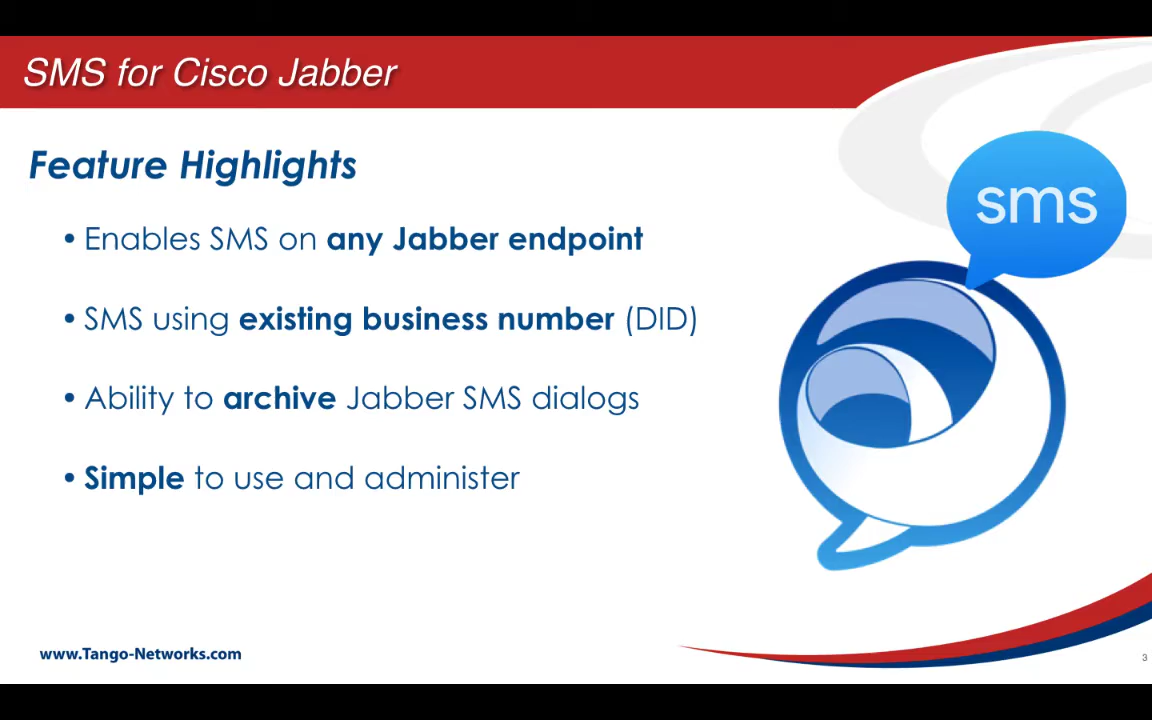 SMS for Cisco Jabber
Feature Highlights
• Enables SMS on any Jabber endpoint
sms
• SMS using existing business number (DID)
• Ability to archive Jabber SMS dialogs
• Simple to use and administer
www.Tango-Networks.com
3